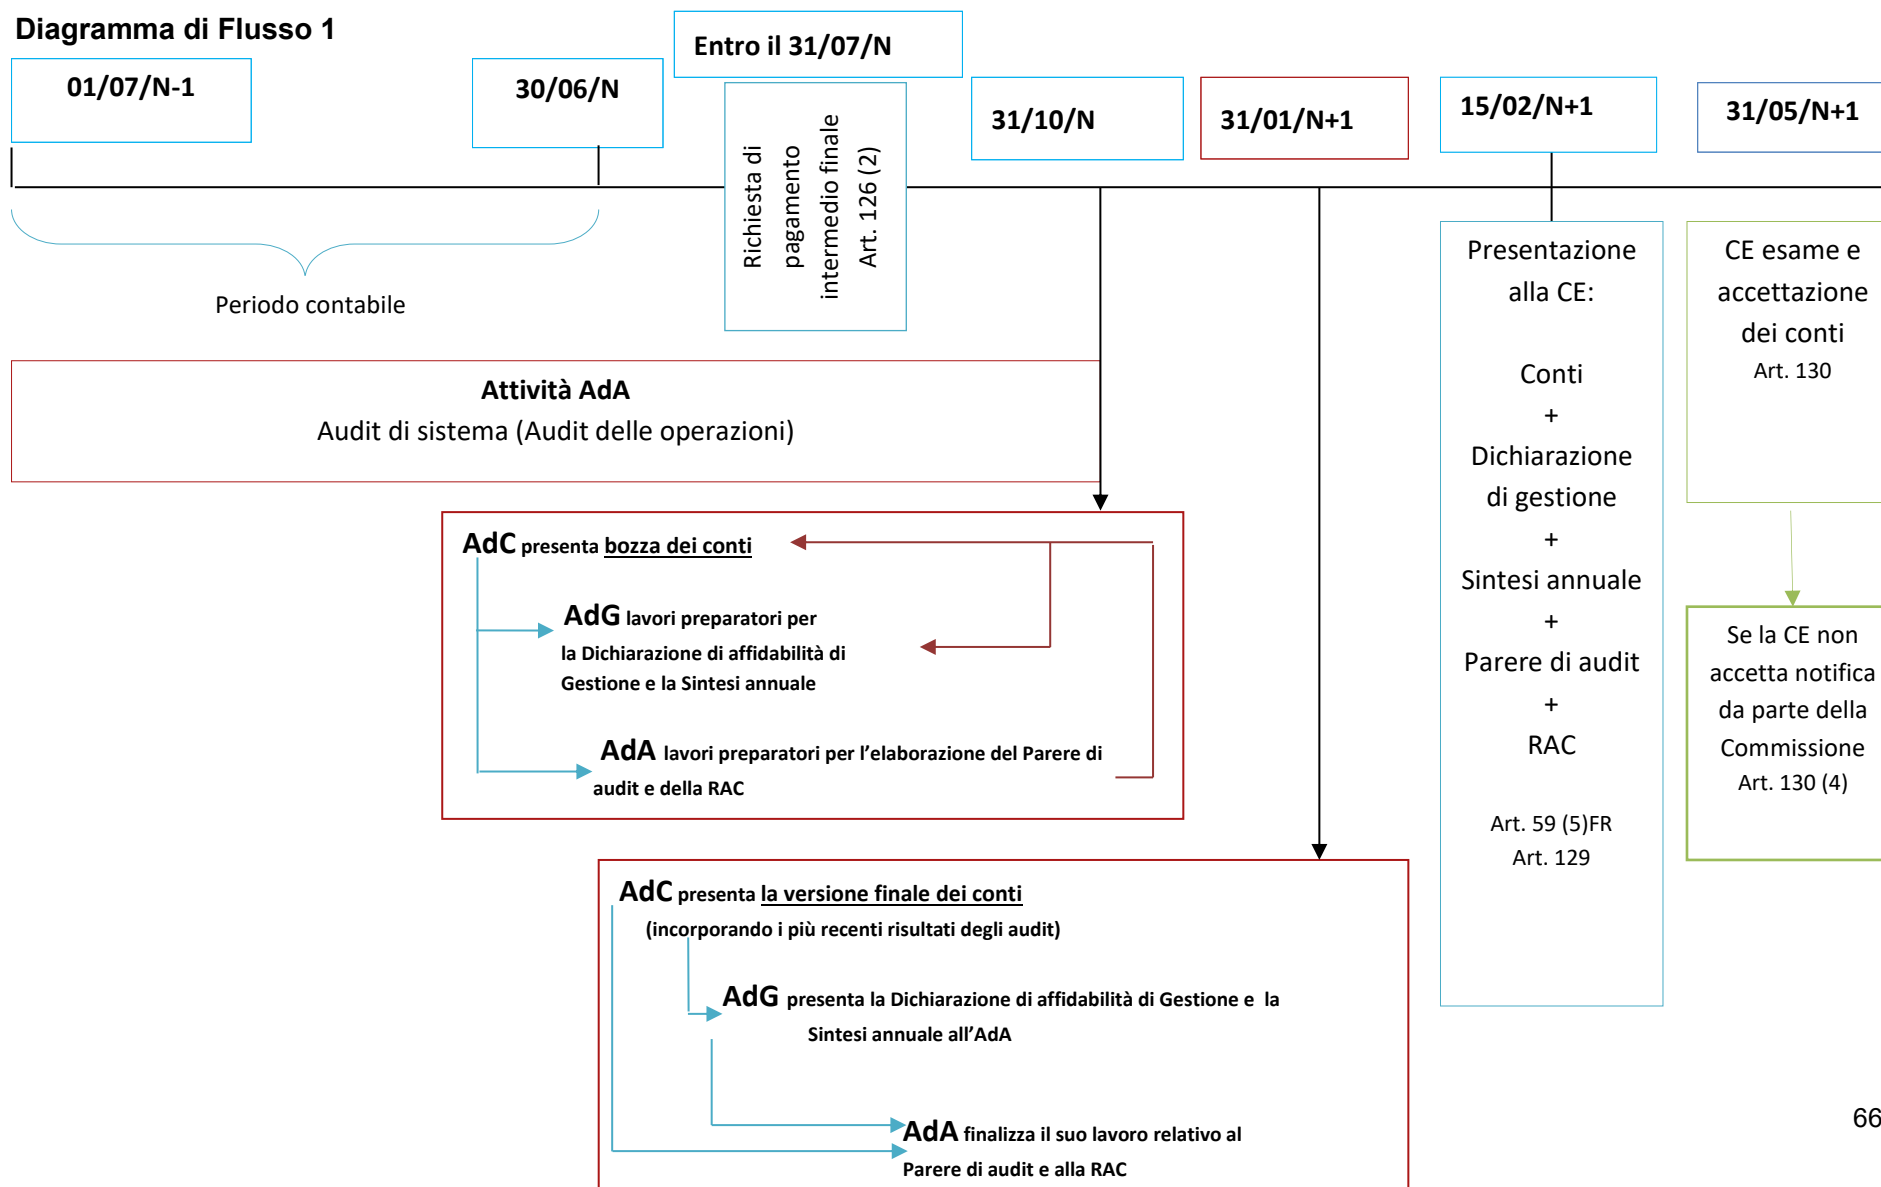 Diagramma di Flusso 1
01/07/N-1
30/06/N
Entro il 31/07/N
31/10/N
31/01/N+1
15/02/N+1
31/05/N+1
Richiesta di
pagamento
intermedio finale
Art. 126 (2)
Periodo contabile
Attività AdA
Audit di sistema (Audit delle operazioni)
AdC presenta bozza dei conti
AdG lavori preparatori per
la Dichiarazione di affidabilità di
Gestione e la Sintesi annuale
AdA lavori preparatori per l’elaborazione del Parere di
audit e della RAC
AdC presenta la versione finale dei conti
(incorporando i più recenti risultati degli audit)
AdG presenta la Dichiarazione di affidabilità di Gestione e la
Sintesi annuale all’AdA
AdA finalizza il suo lavoro relativo al
Parere di audit e alla RAC
Presentazione
alla CE:
Conti
+
Dichiarazione
di gestione
+
Sintesi annuale
+
Parere di audit
+
RAC
Art. 59 (5)FR
Art. 129
CE esame e
accettazione
dei conti
Art. 130
Se la CE non
accetta notifica
da parte della
Commissione
Art. 130 (4)
66